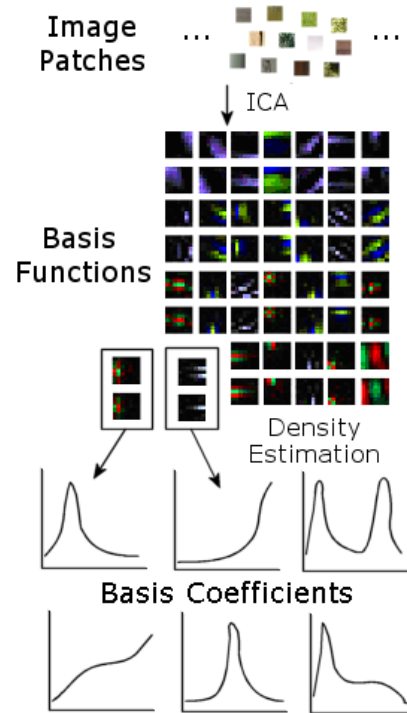 Image
Patches
... ...
ICA
Basis
Functions
Density
Estimation
Basis Coefficients